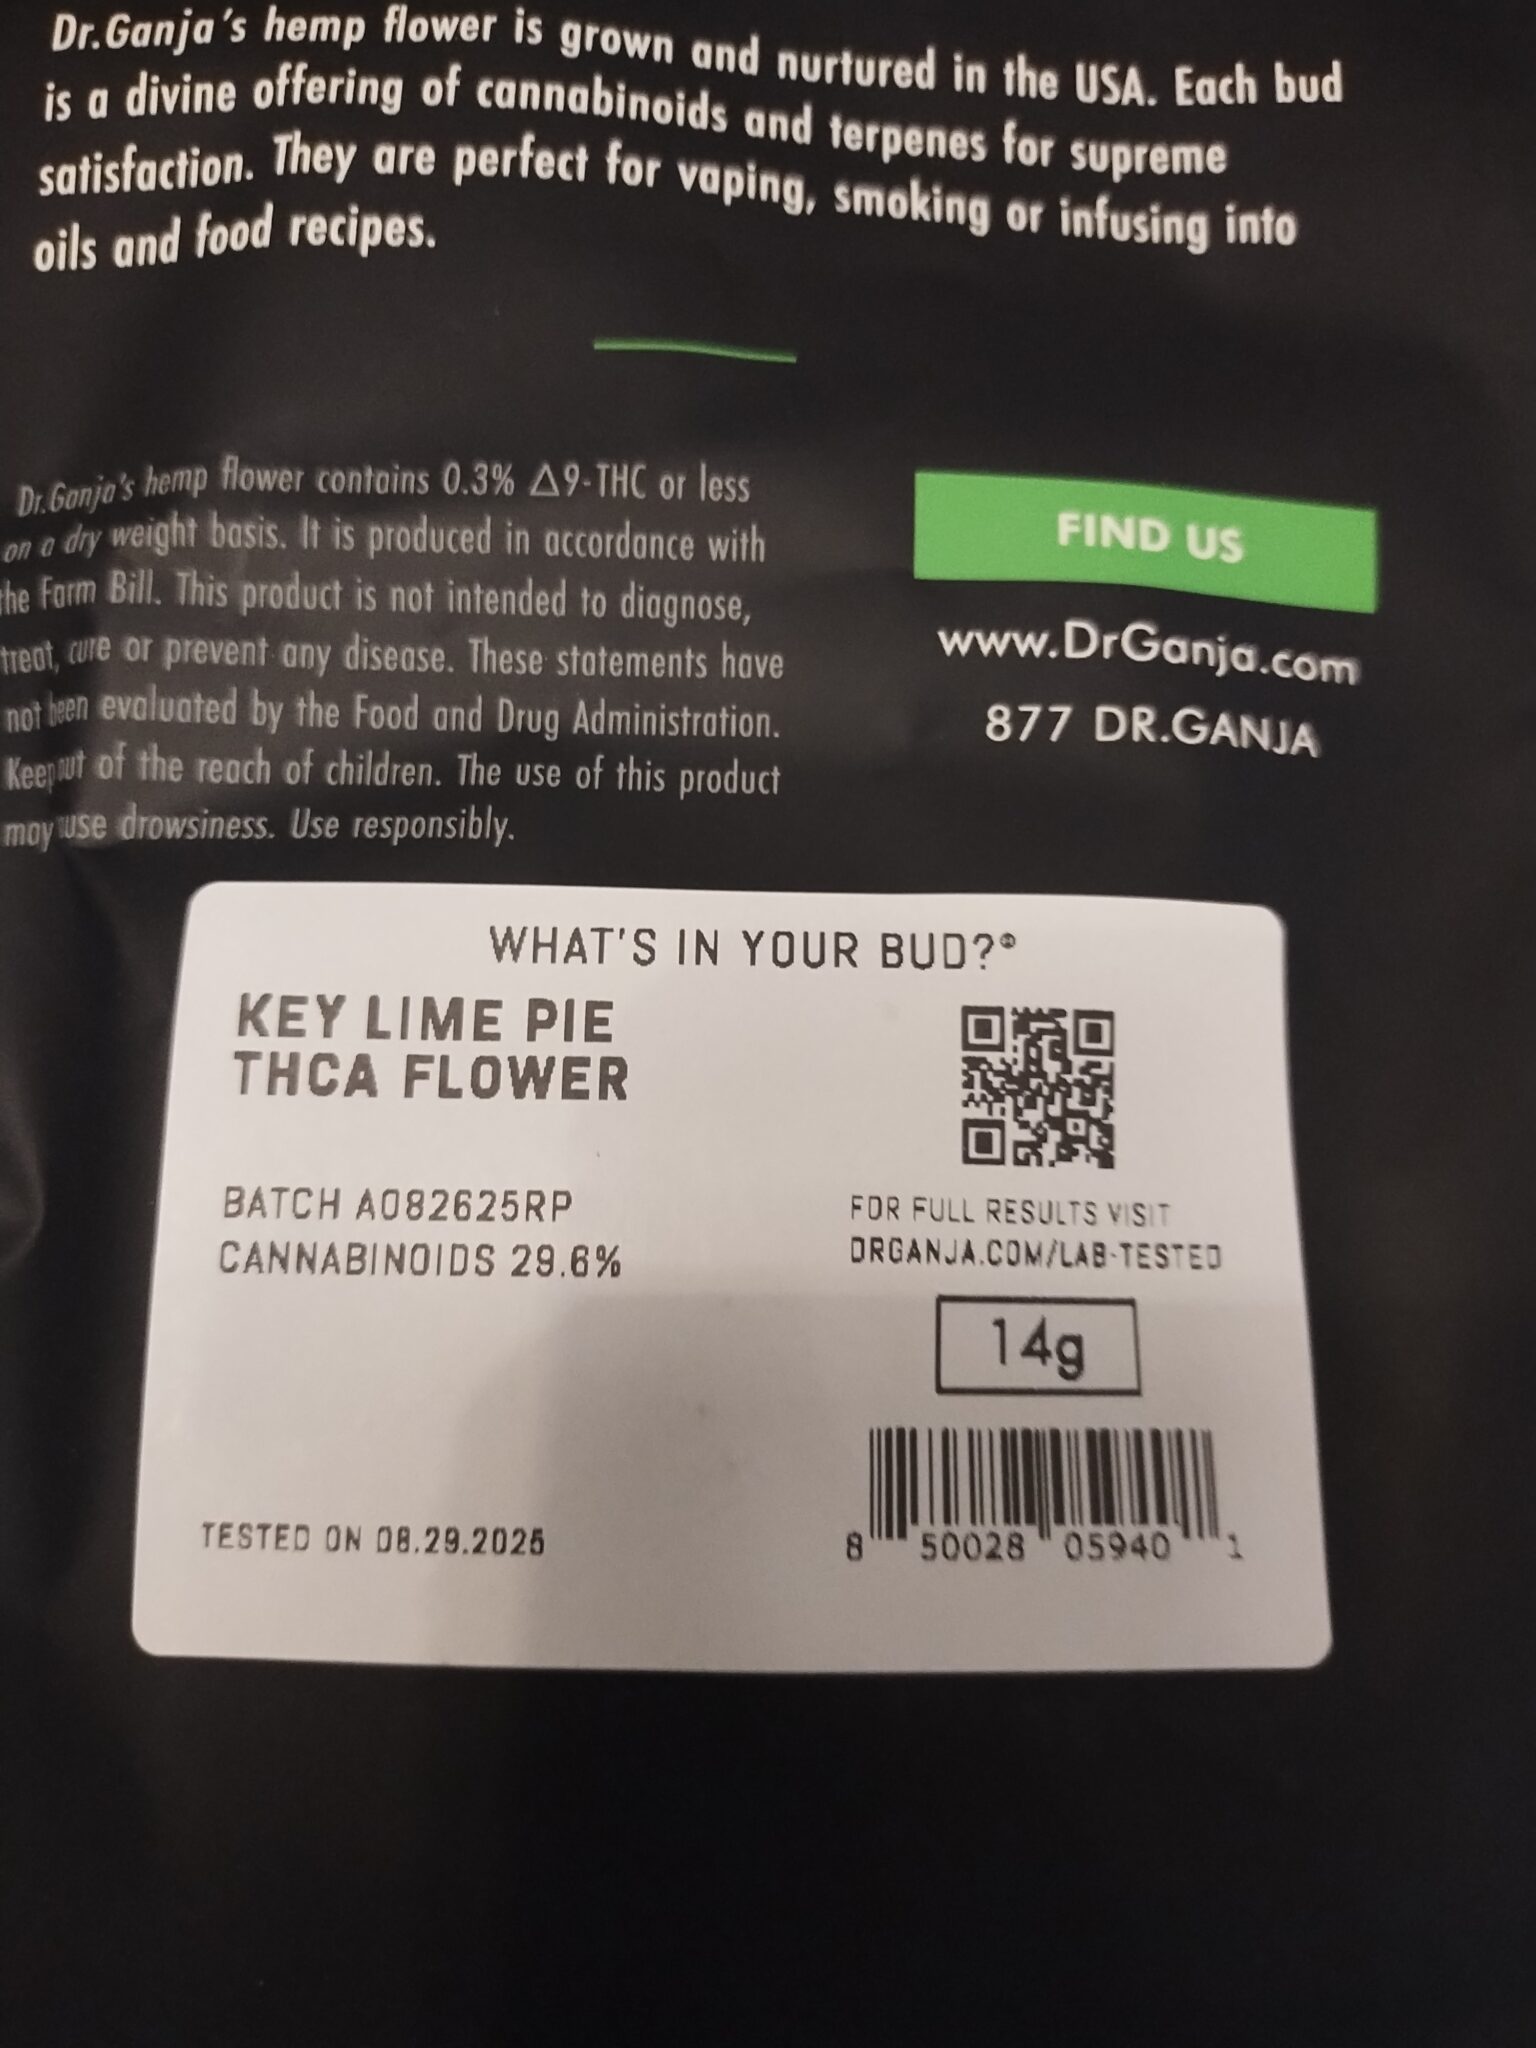 Dr.Ganja's hemp flower is grown and nurtured in the USA. Each bud
is a divine offering of cannabinoids and terpenes for supreme
satisfaction. They are perfect for vaping, smoking or infusing into
oils and food recipes.
Dr.Ganja's hemp flower contains 0.3% Δ9-THC or less
on a dry weight basis. It is produced in accordance with
the Farm Bill. This product is not intended to diagnose,
treat, cure or prevent any disease. These statements have
not been evaluated by the Food and Drug Administration.
Keep out of the reach of children. The use of this product
may use drowsiness. Use responsibly.
FIND US
www.DrGanja.com
877 DR.GANJA
WHAT'S IN YOUR BUD?®
KEY LIME PIE
THCA FLOWER
BATCH A082625RP
CANNABINOIDS 29.6%
FOR FULL RESULTS VISIT
DRGANJA.COM/LAB-TESTED
14g
TESTED ON 08.29.2025
8 50028 05940 1